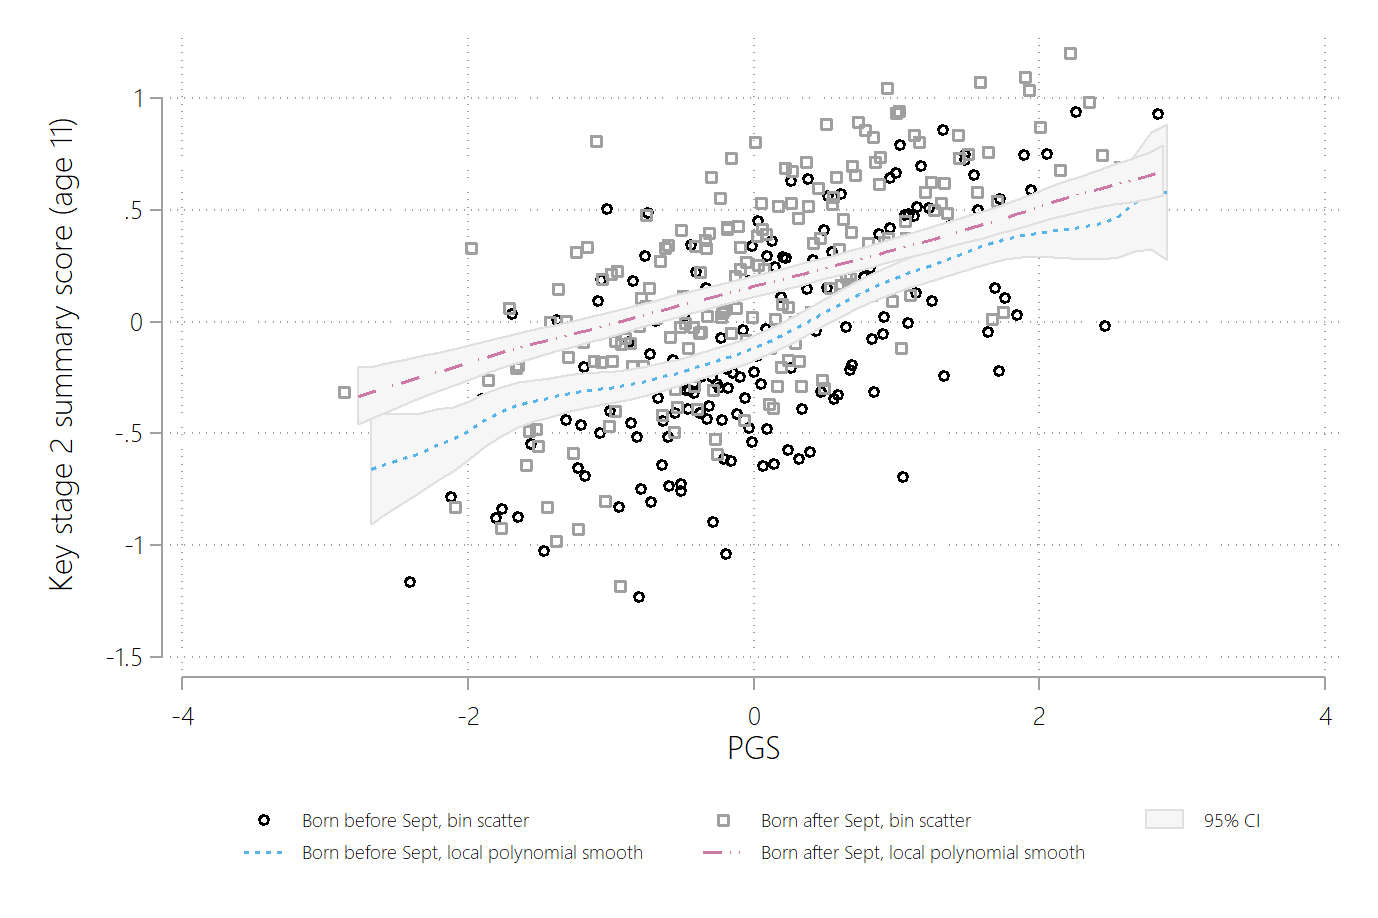 Key stage 2 summary score (age 11)
1
.5
0
-.5
-1
-1.5
-4
-2
0
2
4
PGS
Born before Sept, bin scatter
Born after Sept, bin scatter
95% CI
Born before Sept, local polynomial smooth
Born after Sept, local polynomial smooth